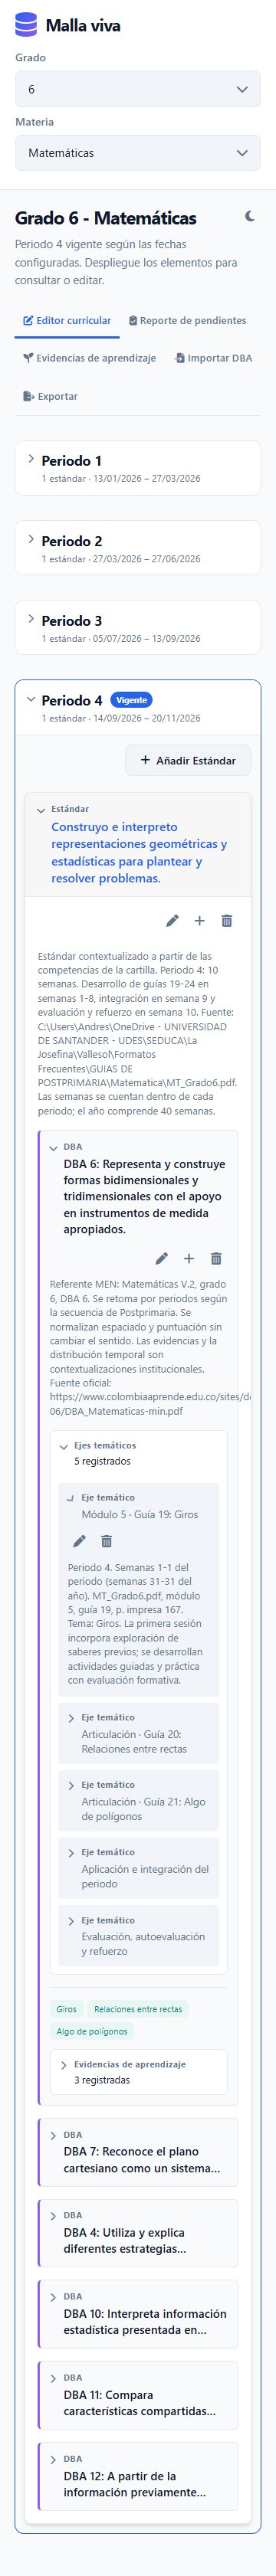 Malla viva
Grado
6
Materia
Matemáticas
Grado 6 - Matemáticas
Periodo 4 vigente según las fechas
configuradas. Despliegue los elementos para
consultar o editar.
Editor curricular
Reporte de pendientes
Evidencias de aprendizaje
Importar DBA
Exportar
Periodo 1
1 estándar · 13/01/2026 – 27/03/2026
Periodo 2
1 estándar · 27/03/2026 – 27/06/2026
Periodo 3
1 estándar · 05/07/2026 – 13/09/2026
Periodo 4 Vigente
1 estándar · 14/09/2026 – 20/11/2026
+ Añadir Estándar
Estándar
Construyo e interpreto
representaciones geométricas y
estadísticas para plantear y
resolver problemas.
Estándar contextualizado a partir de las
competencias de la cartilla. Periodo 4: 10
semanas. Desarrollo de guías 19-24 en
semanas 1-8, integración en semana 9 y
evaluación y refuerzo en semana 10. Fuente:
C:\Users\Andres\OneDrive - UNIVERSIDAD
DE SANTANDER - UDES\SEDUCA\La
Josefina\Vallesol\Formatos
Frecuentes\GUIAS DE
POSTPRIMARIA\Matematica\MT_Grado6.pdf.
Las semanas se cuentan dentro de cada
periodo; el año comprende 40 semanas.
DBA
DBA 6: Representa y construye
formas bidimensionales y
tridimensionales con el apoyo
en instrumentos de medida
apropiados.
Referente MEN: Matemáticas V.2, grado
6, DBA 6. Se retoma por periodos según
la secuencia de Postprimaria. Se
normalizan espaciado y puntuación sin
cambiar el sentido. Las evidencias y la
distribución temporal son
contextualizaciones institucionales.
Fuente oficial:
https://www.colombiaaprende.edu.co/sites/de
06/DBA_Matematicas-min.pdf
Ejes temáticos
5 registrados
Eje temático
Módulo 5 · Guía 19: Giros
Periodo 4. Semanas 1-1 del
periodo (semanas 31-31 del
año). MT_Grado6.pdf, módulo
5, guía 19, p. impresa 167.
Tema: Giros. La primera sesión
incorpora exploración de
saberes previos; se desarrollan
actividades guiadas y práctica
con evaluación formativa.
Eje temático
Articulación · Guía 20:
Relaciones entre rectas
Eje temático
Articulación · Guía 21: Algo
de polígonos
Eje temático
Aplicación e integración del
periodo
Eje temático
Evaluación, autoevaluación
y refuerzo
Giros
Relaciones entre rectas
Algo de polígonos
Evidencias de aprendizaje
3 registradas
DBA
DBA 7: Reconoce el plano
cartesiano como un sistema...
DBA
DBA 4: Utiliza y explica
diferentes estrategias...
DBA
DBA 10: Interpreta información
estadística presentada en...
DBA
DBA 11: Compara
características compartidas...
DBA
DBA 12: A partir de la
información previamente...